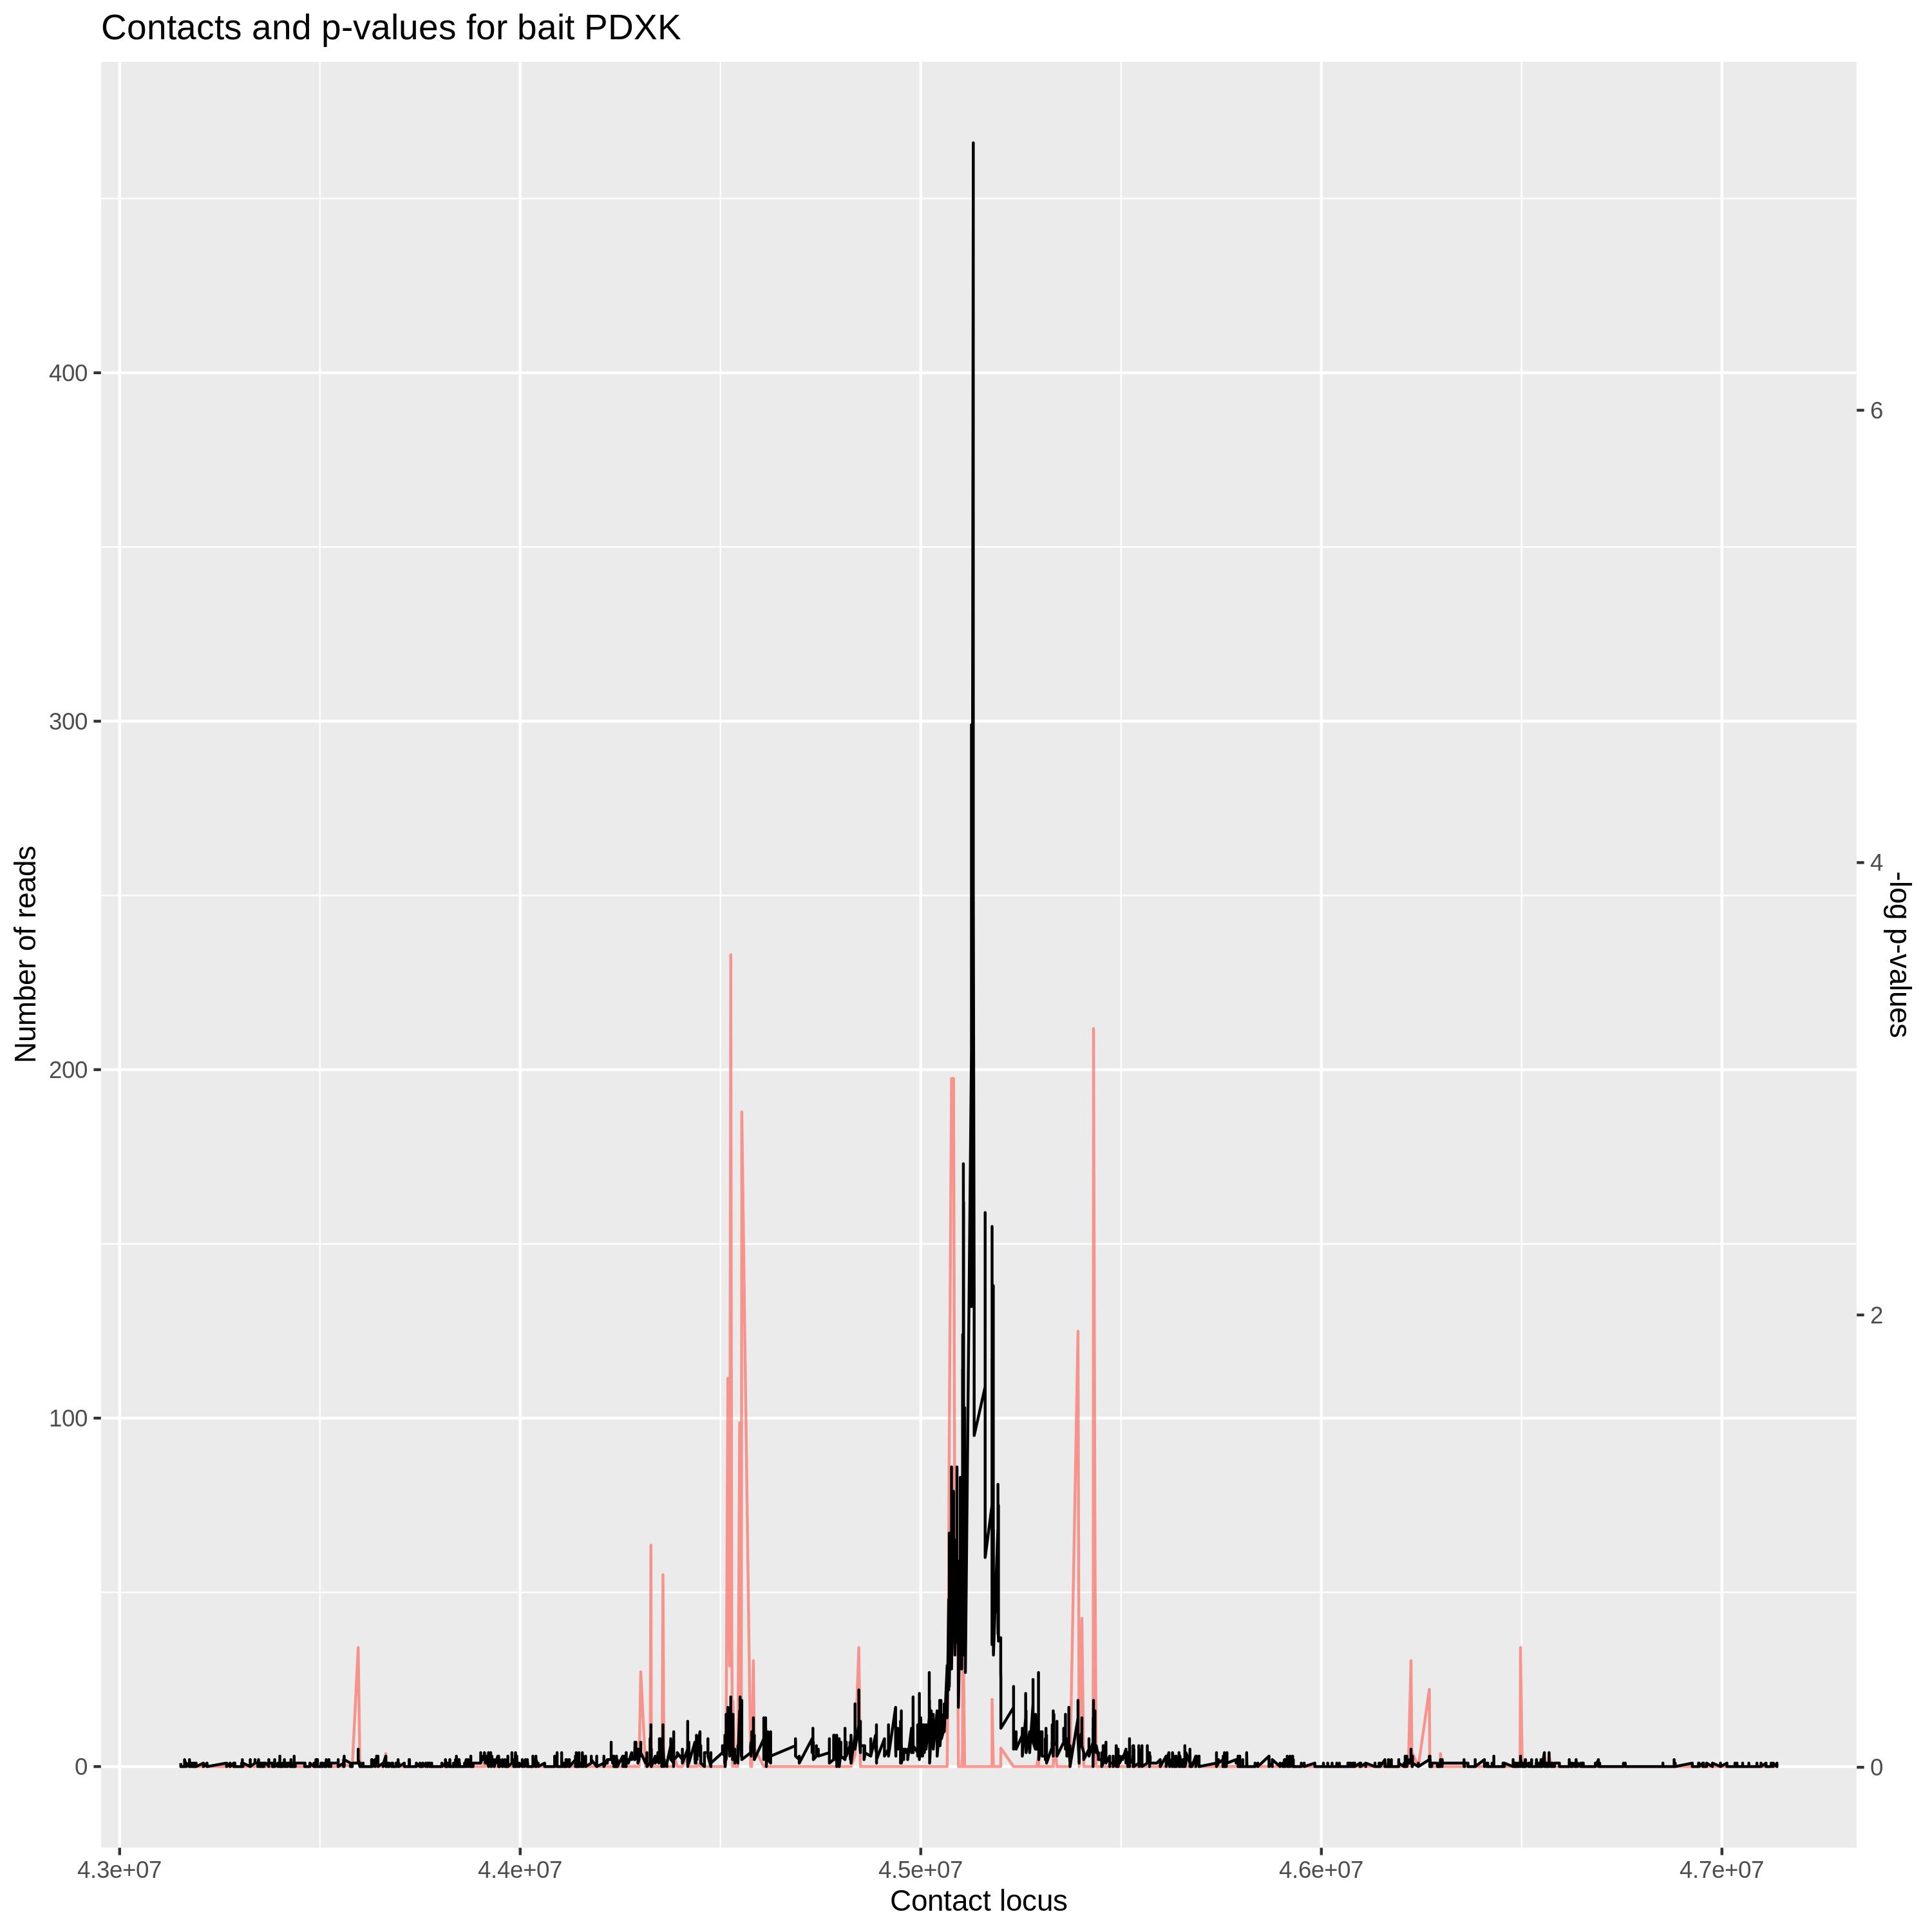 Contacts and p-values for bait PDXK
Number of reads
400
300
200
100
0
6
4
2
0
-log p-values
4.3e+07
4.4e+07
4.5e+07
4.6e+07
4.7e+07
Contact locus